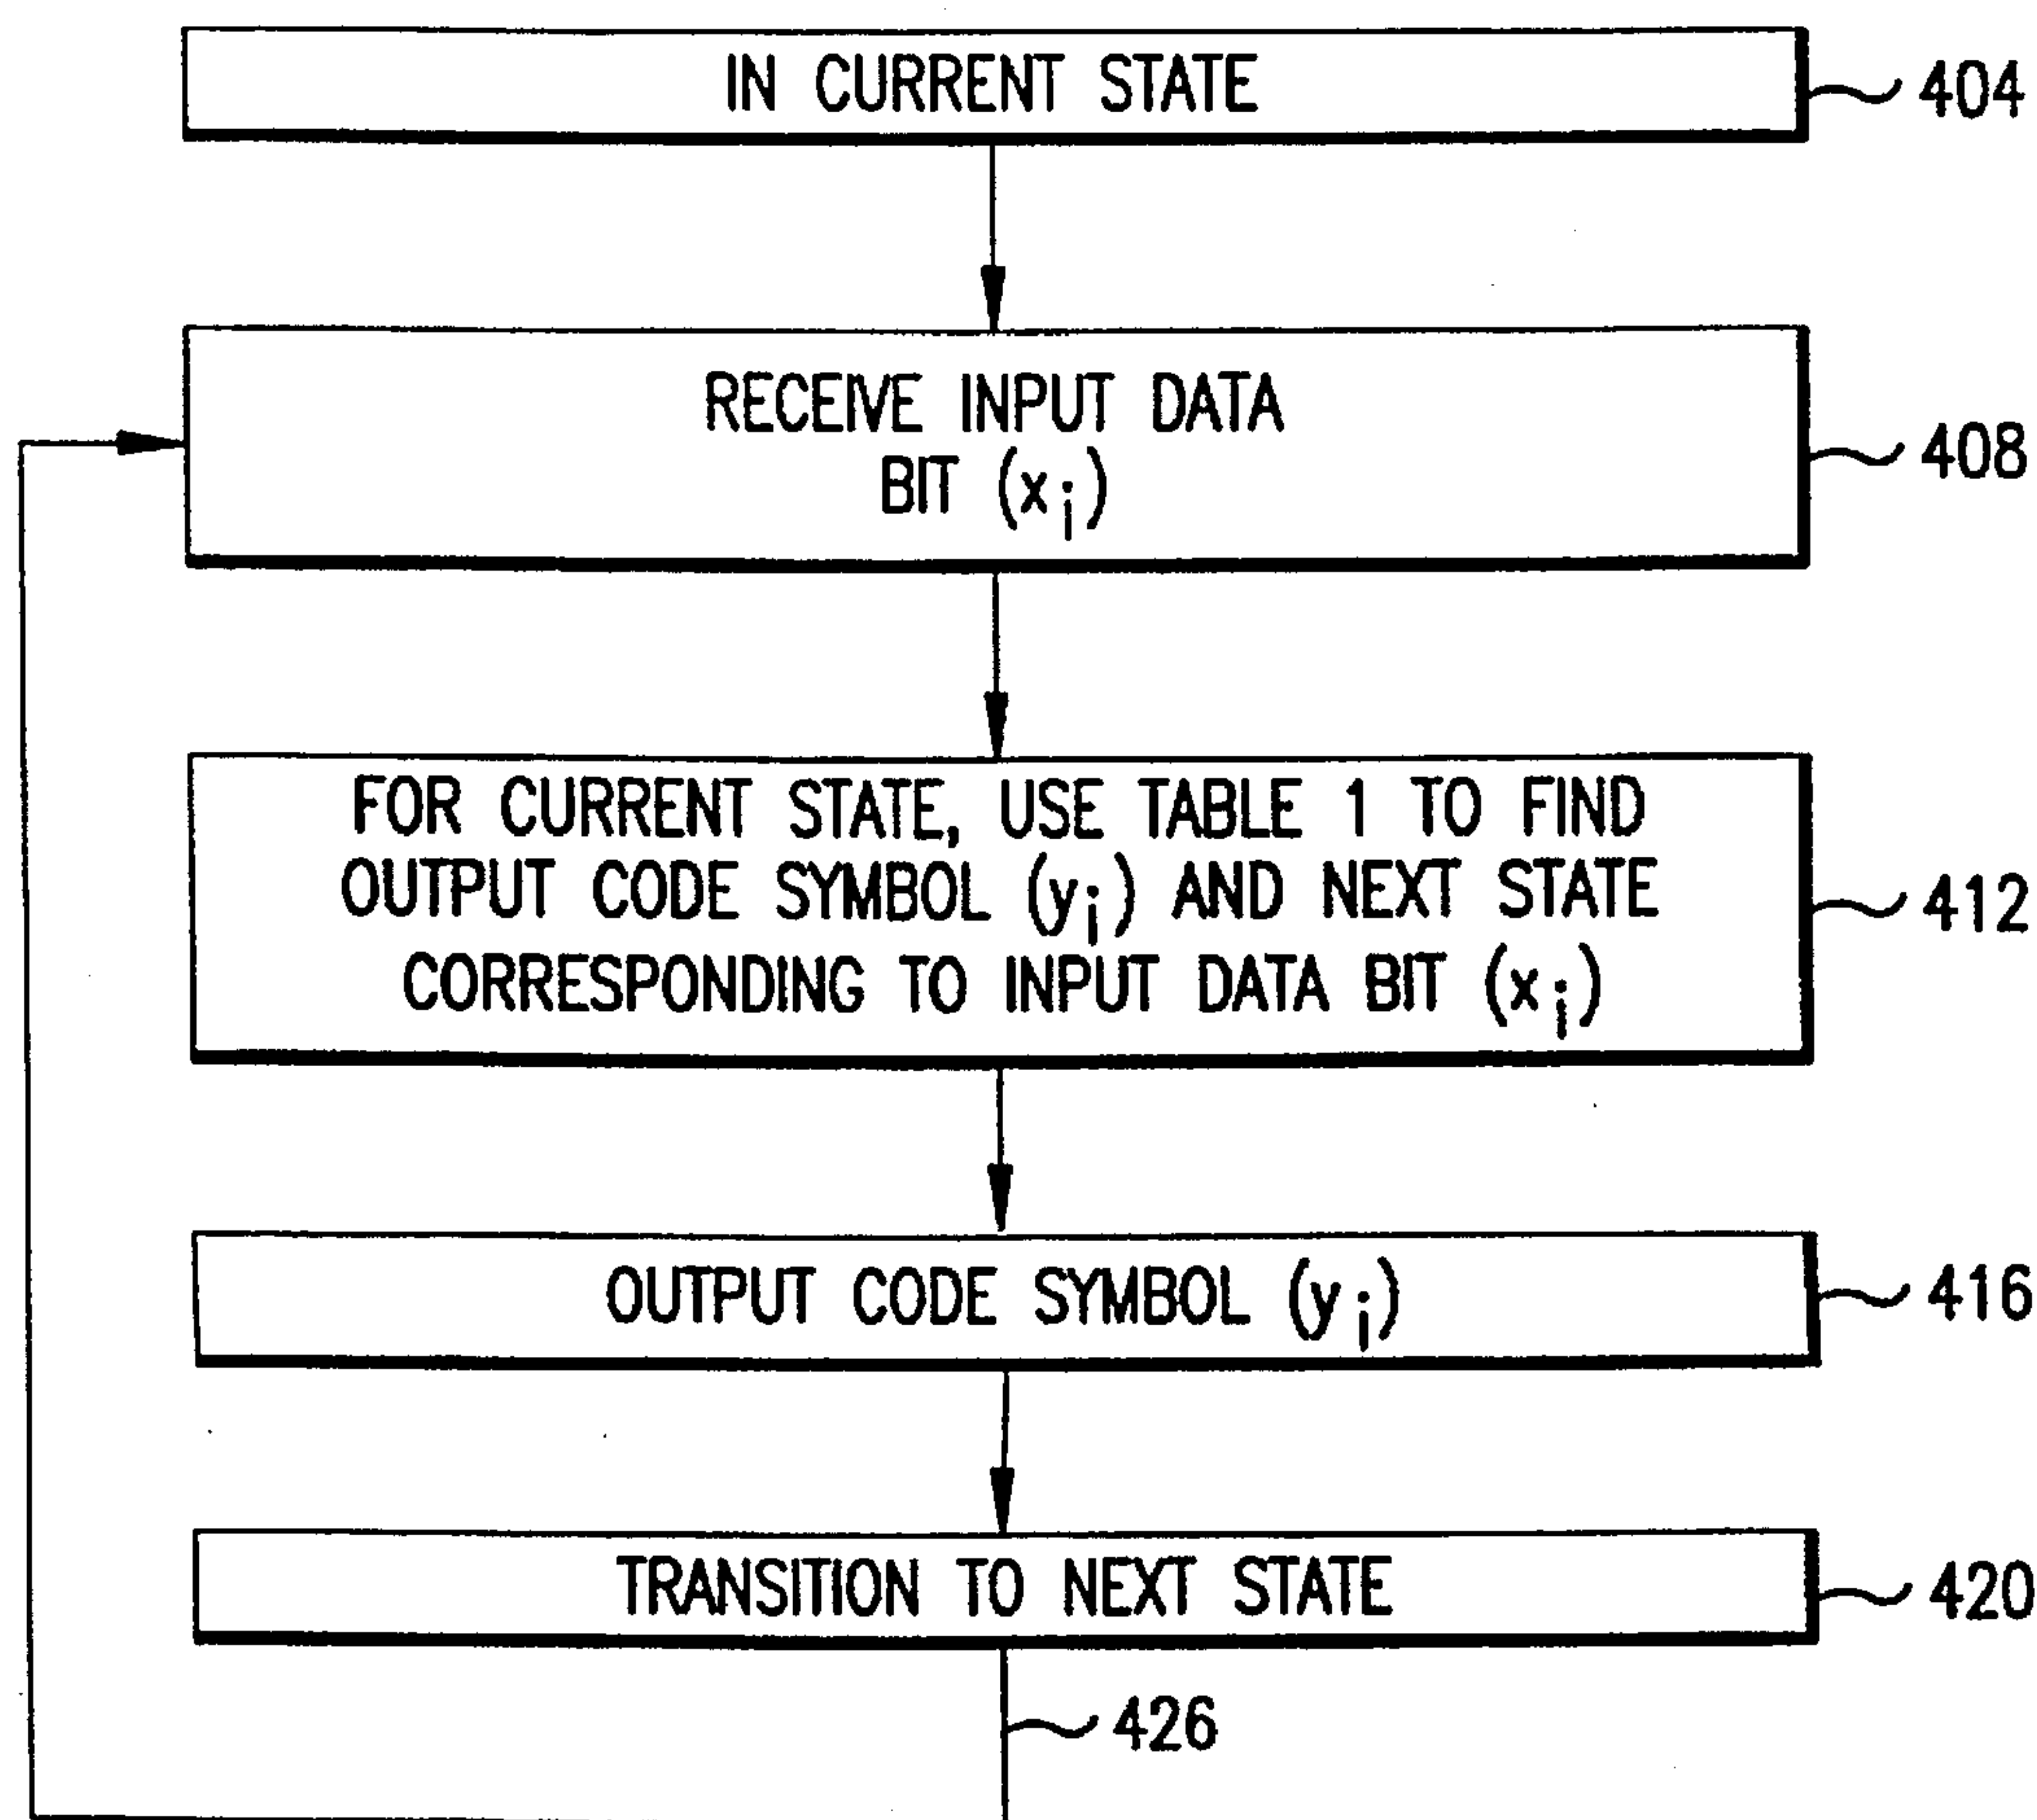 IN CURRENT STATE
404
RECEIVE INPUT DATA
BIT (xi)
408
FOR CURRENT STATE, USE TABLE 1 TO FIND
OUTPUT CODE SYMBOL (yi) AND NEXT STATE
CORRESPONDING TO INPUT DATA BIT (xi)
412
OUTPUT CODE SYMBOL (yi)
416
TRANSITION TO NEXT STATE
420
426